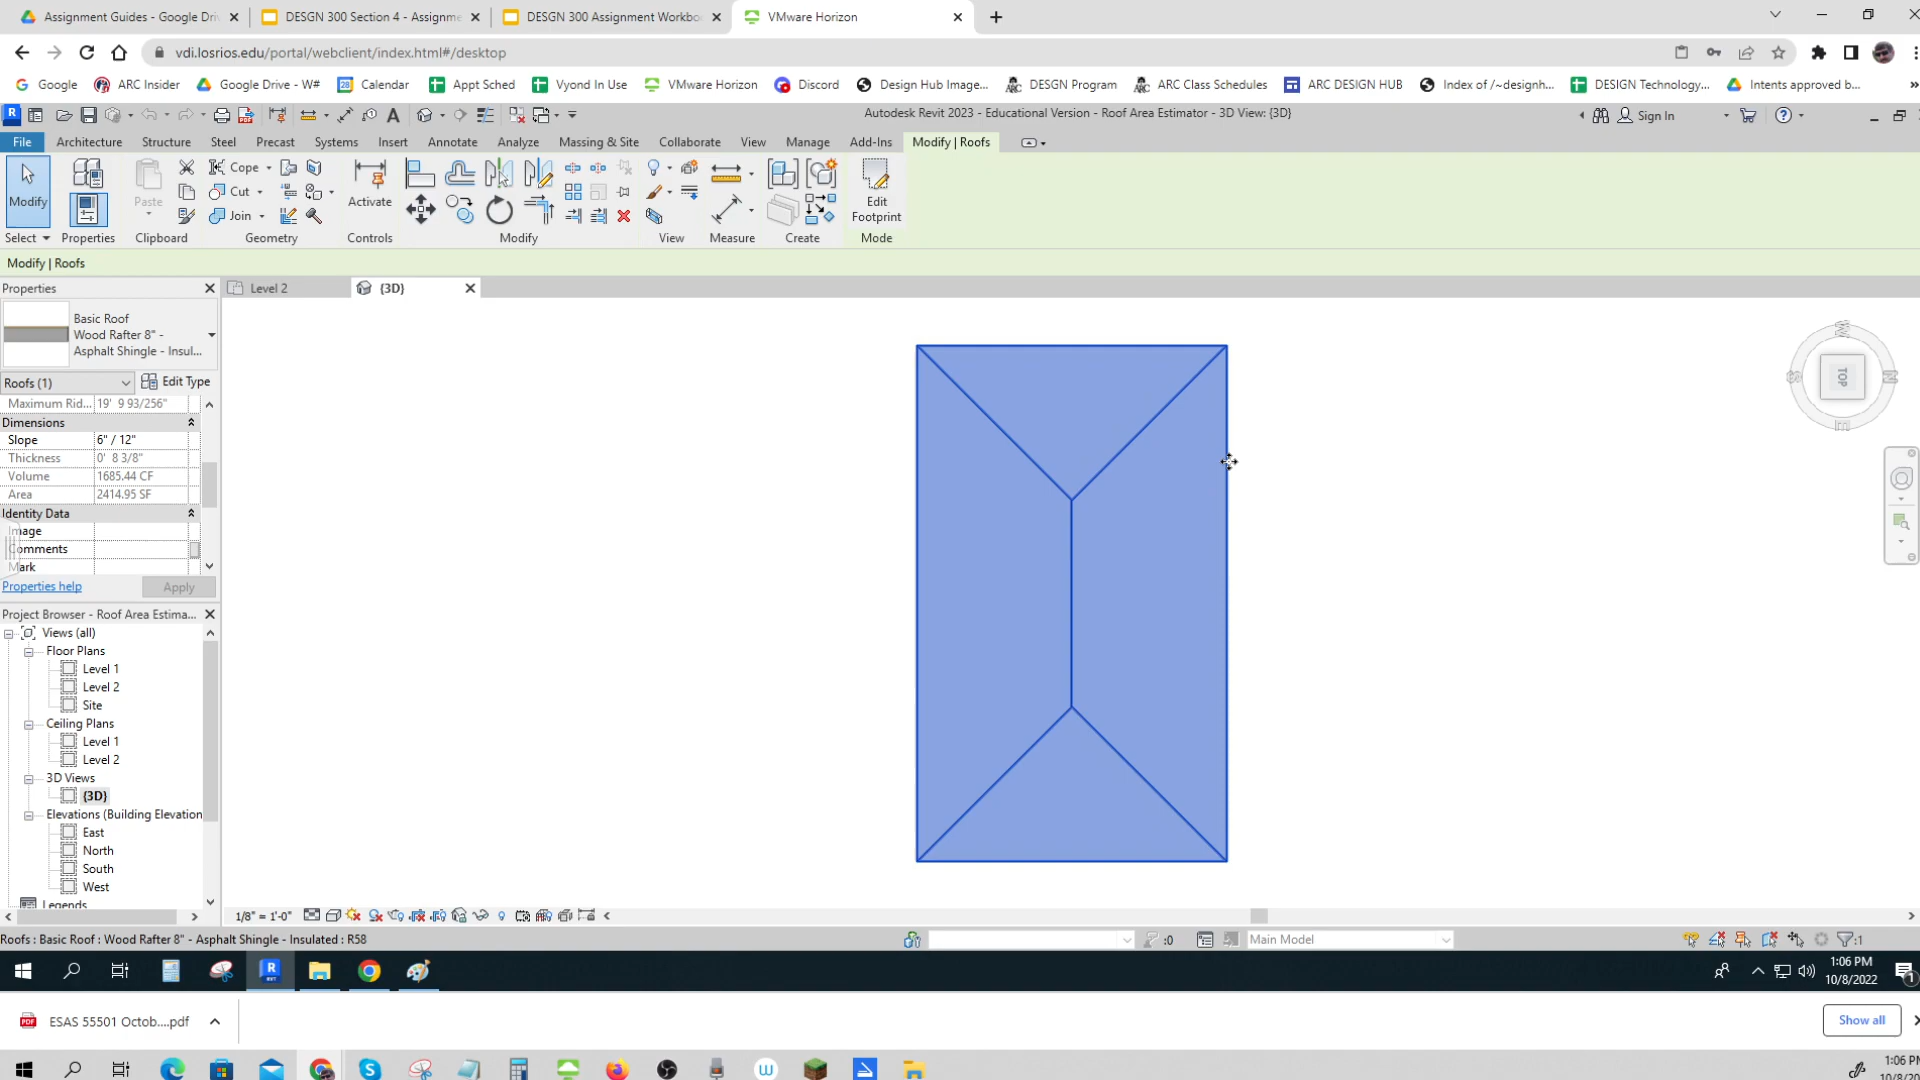 Assignment Guides - Google Dri
DESGN 300 Section 4 - Assignme
DESGN 300 Assignment Workbo
VMware Horizon
vdi.losrios.edu/portal/webclient/index.html#/desktop
Google
ARC Insider
Google Drive - W#
Calendar
Appt Sched
Vyond In Use
VMware Horizon
Discord
Design Hub Image...
DESGN Program
ARC Class Schedules
ARC DESIGN HUB
Index of /~designh...
DESIGN Technology...
Intents approved b...
»
Autodesk Revit 2023 - Educational Version - Roof Area Estimator - 3D View: {3D}
Sign In
File
Architecture
Structure
Steel
Precast
Systems
Insert
Annotate
Analyze
Massing & Site
Collaborate
View
Manage
Add-Ins
Modify | Roofs
Modify
Paste
Cope
Cut
Join
Activate
Edit
Footprint
Select
Properties
Clipboard
Geometry
Controls
Modify
View
Measure
Create
Mode
Modify | Roofs
Properties
Level 2
{3D}
Basic Roof
Wood Rafter 8" -
Asphalt Shingle - Insul...
Roofs (1)
Edit Type
Maximum Rid... 19' 9 93/256"
Dimensions
Slope 6" / 12"
Thickness 0' 8 3/8"
Volume 1685.44 CF
Area 2414.95 SF
Identity Data
Image
Comments
Mark
Properties help
Apply
TOP
Project Browser - Roof Area Estima...
Views (all)
Floor Plans
Level 1
Level 2
Site
Ceiling Plans
Level 1
Level 2
3D Views
{3D}
Elevations (Building Elevation
East
North
South
West
Legends
1/8" = 1'-0"
Roofs : Basic Roof : Wood Rafter 8" - Asphalt Shingle - Insulated : R58
:0
Main Model
:1
1:06 PM
10/8/2022
1
ESAS 55501 Octob....pdf
Show all
1:06 PM